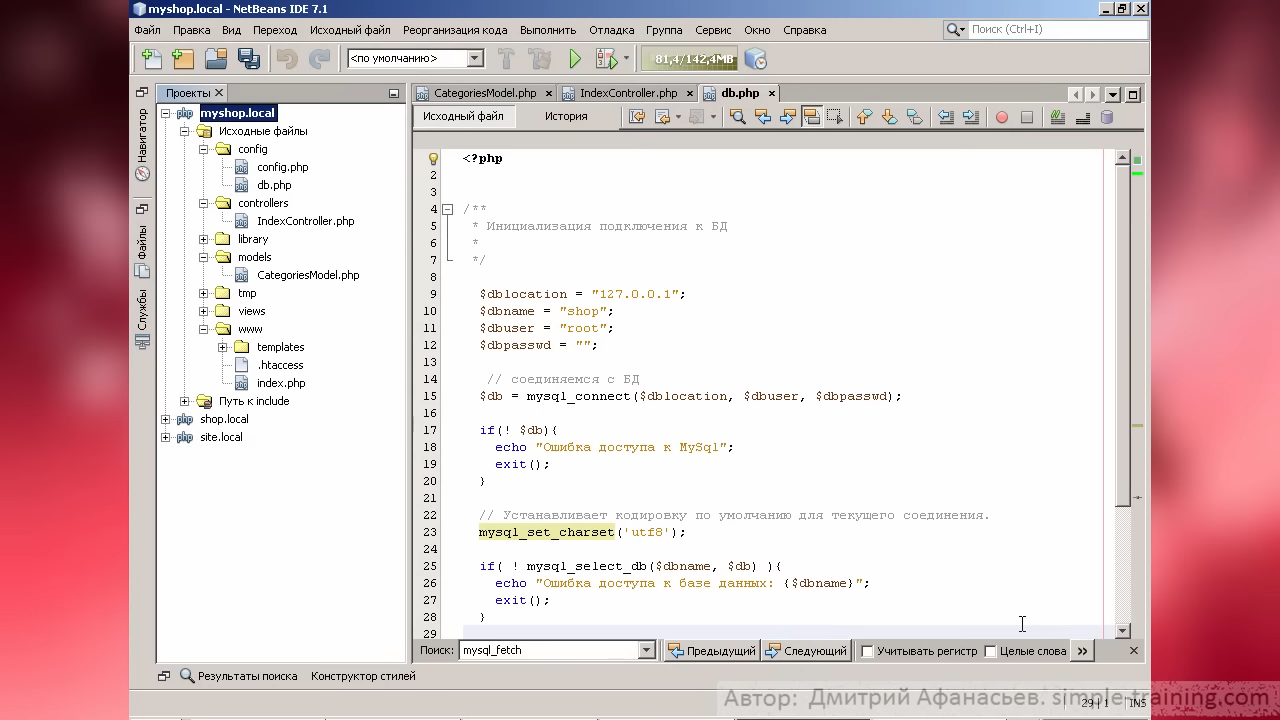 myshop.local - NetBeans IDE 7.1
Файл Правка Вид Переход Исходный файл Реорганизация кода Выполнить Отладка Группа Сервис Окно Справка
Поиск (Ctrl+I)
<по умолчанию>
81,4/142,4MB
Проекты
CategoriesModel.php
IndexController.php
db.php
Исходный файл
История
Навигатор
Файлы
Службы
myshop.local
Исходные файлы
config
config.php
db.php
controllers
IndexController.php
library
models
CategoriesModel.php
tmp
views
www
templates
.htaccess
index.php
Путь к include
shop.local
site.local
<?php
2
3
4 /**
5 * Инициализация подключения к БД
6 *
7 */
8
9 $dblocation = "127.0.0.1";
10 $dbname = "shop";
11 $dbuser = "root";
12 $dbpasswd = "";
13
14 // соединяемся с БД
15 $db = mysql_connect($dblocation, $dbuser, $dbpasswd);
16
17 if(! $db){
18 echo "Ошибка доступа к MySql";
19 exit();
20 }
21
22 // Устанавливает кодировку по умолчанию для текущего соединения.
23 mysql_set_charset('utf8');
24
25 if( ! mysql_select_db($dbname, $db) ){
26 echo "Ошибка доступа к базе данных: {$dbname}";
27 exit();
28 }
29
Поиск: mysql_fetch Предыдущий Следующий Учитывать регистр Целые слова »
Результаты поиска Конструктор стилей
Автор: Дмитрий Афанасьев. simple-training.com
29 | 1 INS